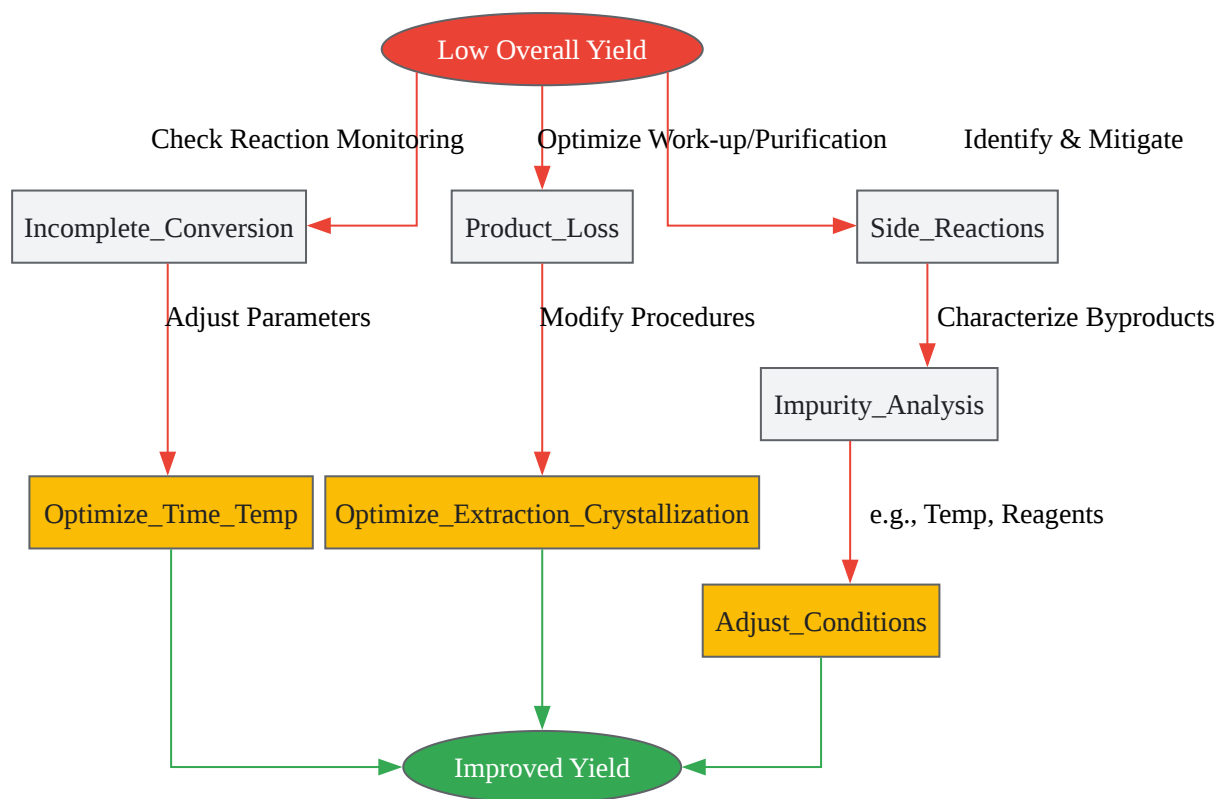 Low Overall Yield
Check Reaction Monitoring
Optimize Work-up/Purification
Identify & Mitigate
Incomplete_Conversion
Product_Loss
Side_Reactions
Adjust Parameters
Modify Procedures
Characterize Byproducts
Impurity_Analysis
Optimize_Time_Temp
Optimize_Extraction_Crystallization
e.g., Temp, Reagents
Adjust_Conditions
Improved Yield